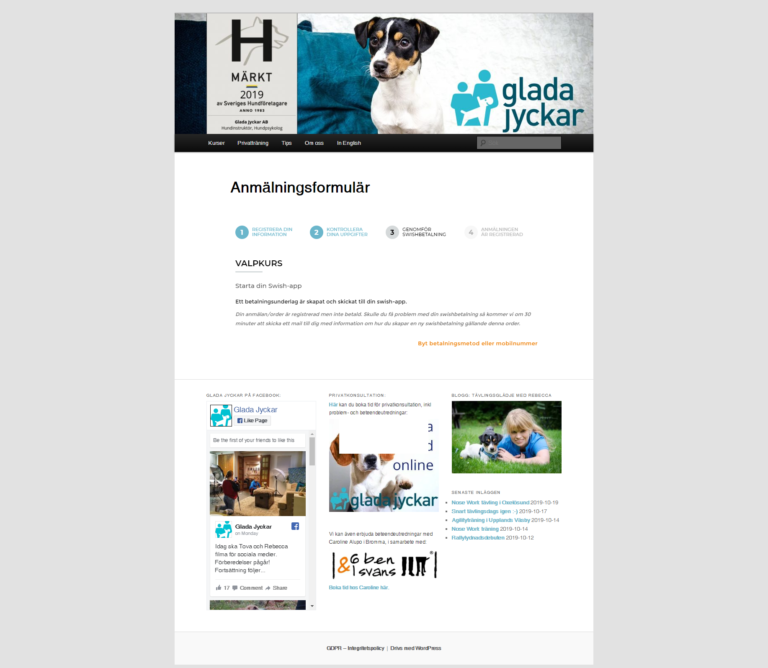 H
MÄRKT
2019
av Sveriges Hundföretagare
ANNO 1985
Glada Jyckar AB
Hundinstruktör, Hundpsykolog
glada
jyckar
Kurser Privatträning Tips Om oss In English
Anmälningsformulär
1 REGISTRERA DIN
INFORMATION
2 KONTROLLERA
DINA UPPGIFTER
3 GENOMFÖR
SWISHBETALNING
4 ANMÄLNINGEN
ÄR REGISTRERAD
VALPKURS
Starta din Swish-app
Ett betalningsunderlag är skapat och skickat till din swish-app.
Din anmälan/order är registrerad men inte betald. Skulle du få problem med din swishbetalning så kommer vi om 30
minuter att skicka ett mail till dig med information om hur du skapar en ny swishbetalning gällande denna order.
Byt betalningsmetod eller mobilnummer
GLADA JYCKAR PÅ FACEBOOK:
Glada Jyckar
Like Page
Be the first of your friends to like this
Glada Jyckar
on Monday
Idag ska Tova och Rebecca
filma för sociala medier.
Förberedelser pågår!
Fortsättning följer...
17 Comment Share
PRIVATKONSULTATION:
Här kan du boka tid för privatkonsultation, inkl
problem- och beteendeutredningar:
a
d
online
glada jyckar
Vi kan även erbjuda beteendeutredningar med
Caroline Alupo i Bromma, i samarbete med
6 ben
& 1 svans
Boka tid hos Caroline här.
BLOGG: TÄVLINGSGLÄDJE MED REBECCA
SENASTE INLÄGGEN
Nose Work tävling i Oxelösund 2019-10-19
Snart tävlingsdags igen :-) 2019-10-17
Agilityträning i Upplands Väsby 2019-10-14
Nose Work träning 2019-10-14
Rallylydnadstävlan 2019-10-12
GDPR – Integritetspolicy | Drivs med WordPress